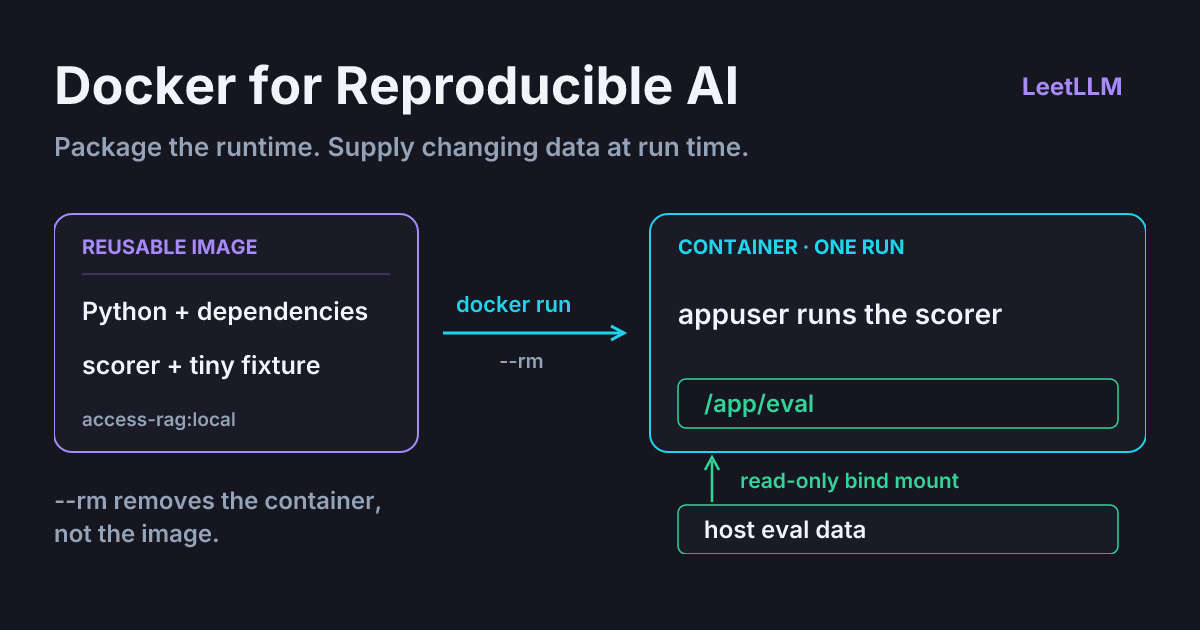 Docker for Reproducible AI
LeetLLM
Package the runtime. Supply changing data at run time.
REUSABLE IMAGE
Python + dependencies
scorer + tiny fixture
access-rag:local
docker run
--rm
CONTAINER · ONE RUN
appuser runs the scorer
/app/eval
read-only bind mount
host eval data
--rm removes the container,
not the image.